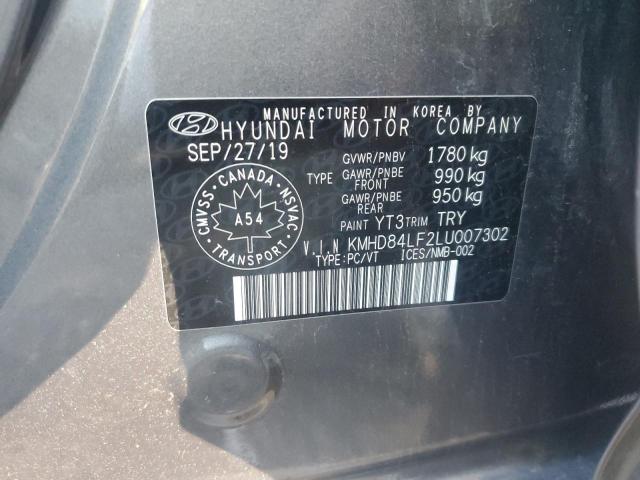 MANUFACTURED IN KOREA BY
HYUNDAI MOTOR COMPANY
SEP/27/19
GVWR/PNBV 1780 kg
TYPE GAWR/PNBE FRONT 990 kg
GAWR/PNBE REAR 950 kg
PAINT YT3 TRIM TRY
V.I.N KMHD84LF2LU007302
TYPE:PC/VT ICES/NMB-002
CMVSS · CANADA · NSVAC
A54
TRANSPORT